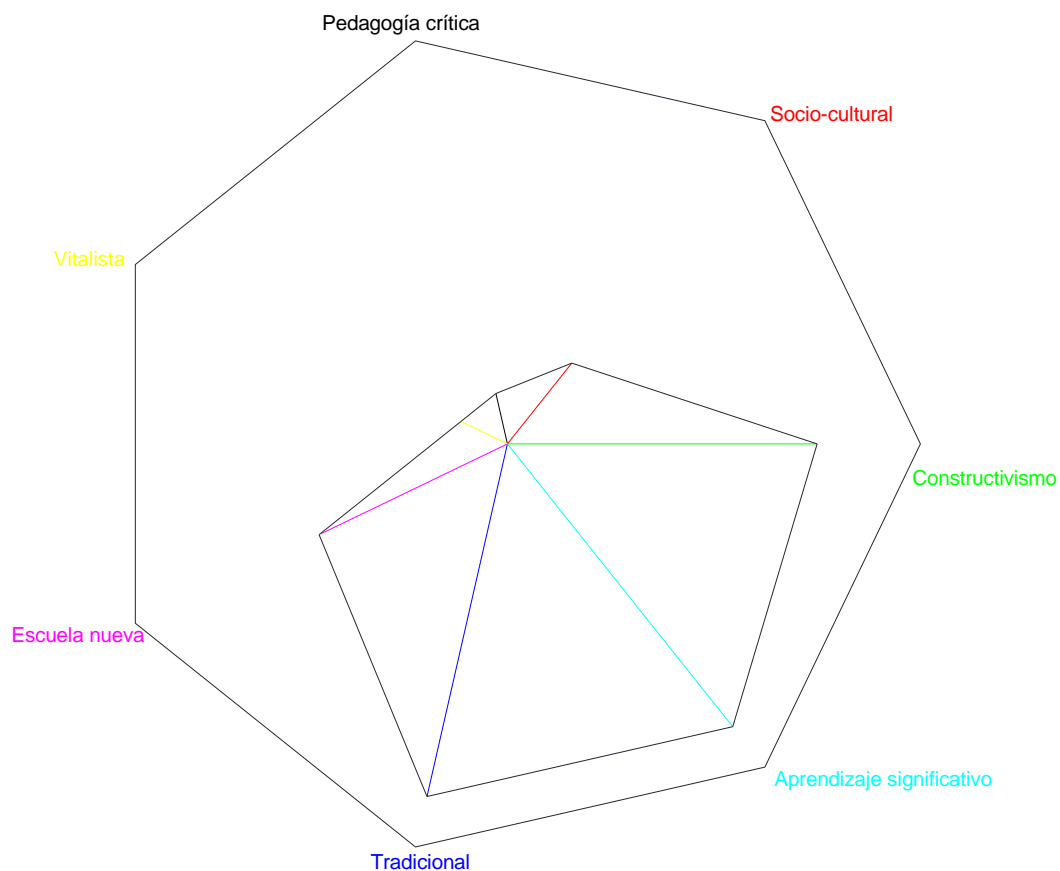 Pedagogía crítica
Socio-cultural
Vitalista
Constructivismo
Escuela nueva
Aprendizaje significativo
Tradicional